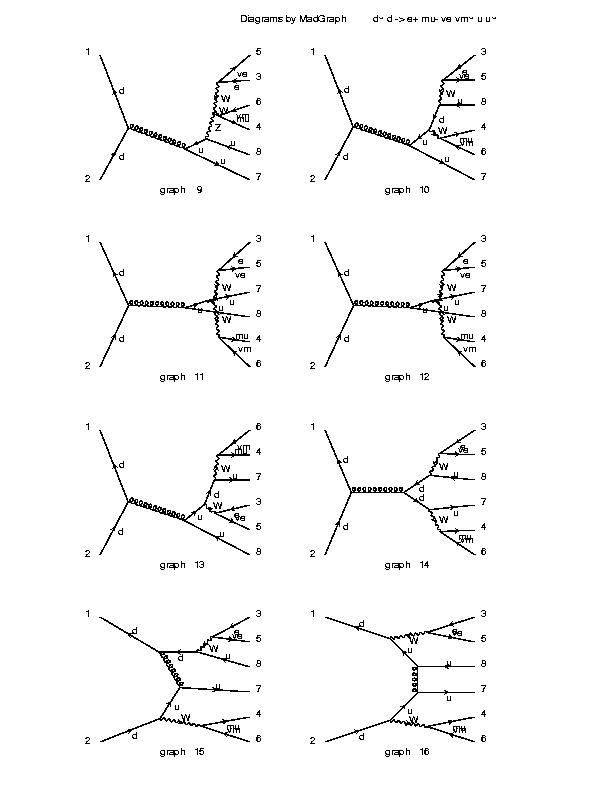 Diagrams by MadGraph d~ d -> e+ mu- ve vm~ u u~
1 5
ve 3
e
d W 6
W
vm 4
Z
u 8
d u
2 u 7
graph 9
1 3
e
ve 5
d W
u 8
d mu 4
W
vm 6
d u
2 u 7
graph 10
1 3
e 5
d ve
W 7
u
u 8
W
d mu 4
vm
2 6
graph 11
1 3
e 5
d ve
W 7
u
u 8
W
d mu 4
vm
2 6
graph 12
1 6
vm
mu 4
d W
u 7
d 3
W e
ve 5
d u
2 u 8
graph 13
1 3
e
ve 5
W
d u 8
d
d
u 7
W
d 4
mu
vm
2 6
graph 14
1 3
e
d ve 5
W
d u 8
u 7
u
W 4
d mu
vm
2 6
graph 15
1 3
d e
ve 5
W
u u 8
u 7
u
W 4
d mu
vm
2 6
graph 16